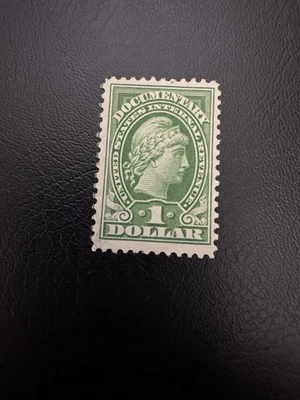 DOCUMENTARY
UNITED STATES INTERNAL REVENUE
· 1 ·
DOLLAR